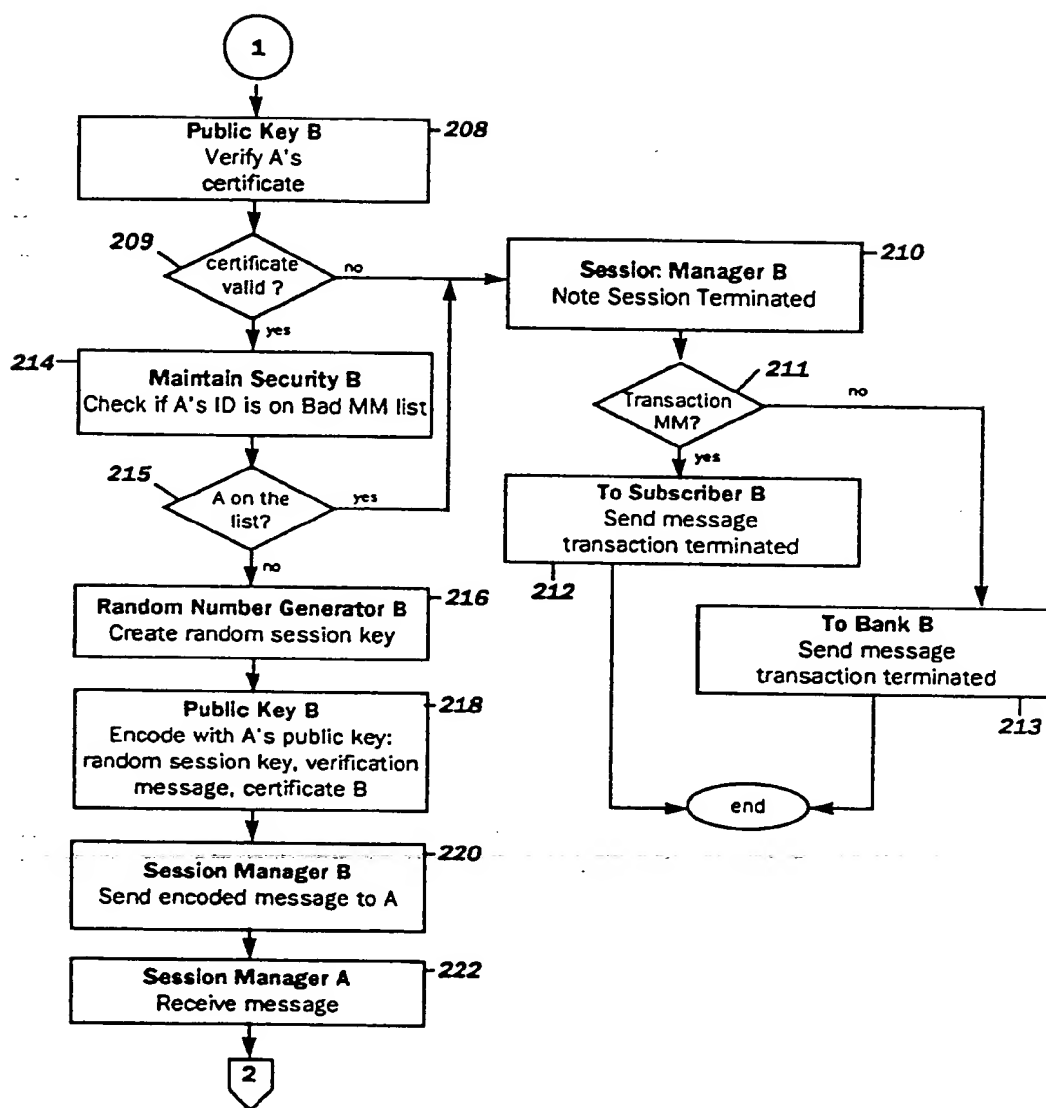 1
Public Key B
208
Verify A's
certificate
209
certificate
valid ?
no
yes
210
Session Manager B
Note Session Terminated
214
Maintain Security B
Check if A's ID is on Bad MM list
211
Transaction
MM?
no
yes
215
A on the
list?
yes
no
To Subscriber B
Send message
transaction terminated
212
Random Number Generator B
216
Create random session key
To Bank B
Send message
transaction terminated
213
Public Key B
218
Encode with A's public key:
random session key, verification
message, certificate B
end
Session Manager B
220
Send encoded message to A
Session Manager A
222
Receive message
2